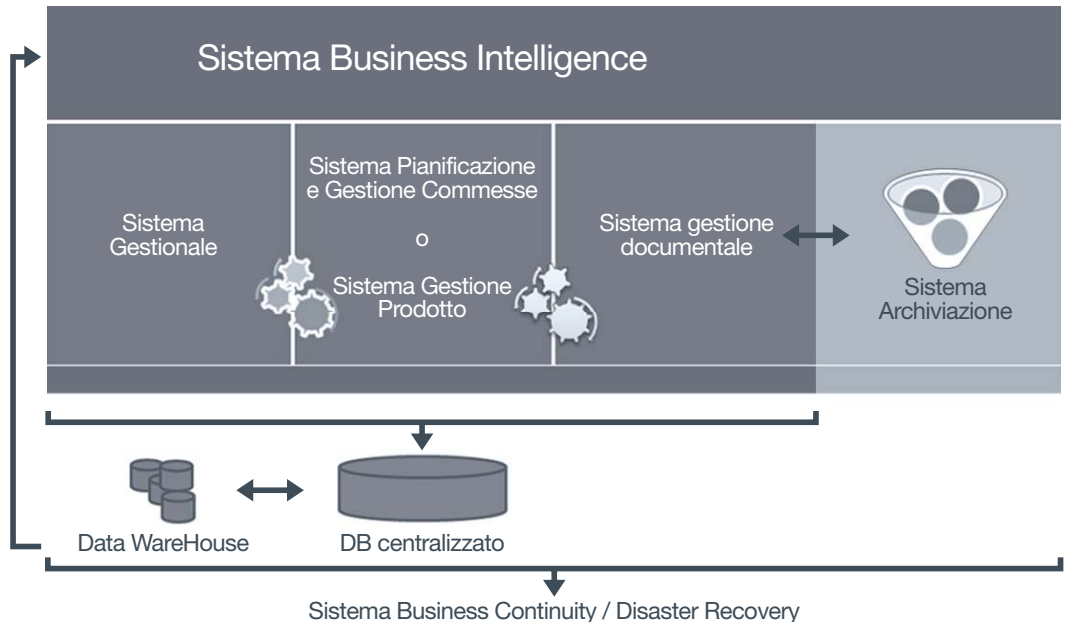 Sistema Business Intelligence
Sistema
Gestionale
Sistema Pianificazione
e Gestione Commesse
o
Sistema Gestione
Prodotto
Sistema gestione
documentale
Sistema
Archiviazione
Data WareHouse
DB centralizzato
Sistema Business Continuity / Disaster Recovery